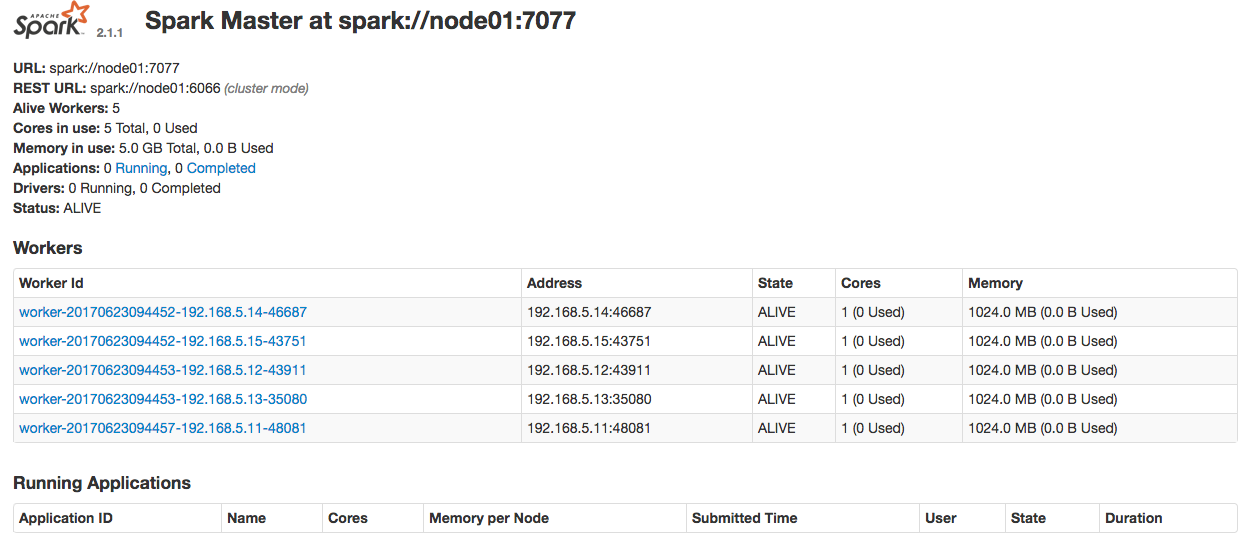 APACHE
Spark 2.1.1 Spark Master at spark://node01:7077
URL: spark://node01:7077
REST URL: spark://node01:6066 (cluster mode)
Alive Workers: 5
Cores in use: 5 Total, 0 Used
Memory in use: 5.0 GB Total, 0.0 B Used
Applications: 0 Running, 0 Completed
Drivers: 0 Running, 0 Completed
Status: ALIVE
Workers
Worker Id Address State Cores Memory
worker-20170623094452-192.168.5.14-46687 192.168.5.14:46687 ALIVE 1 (0 Used) 1024.0 MB (0.0 B Used)
worker-20170623094452-192.168.5.15-43751 192.168.5.15:43751 ALIVE 1 (0 Used) 1024.0 MB (0.0 B Used)
worker-20170623094453-192.168.5.12-43911 192.168.5.12:43911 ALIVE 1 (0 Used) 1024.0 MB (0.0 B Used)
worker-20170623094453-192.168.5.13-35080 192.168.5.13:35080 ALIVE 1 (0 Used) 1024.0 MB (0.0 B Used)
worker-20170623094457-192.168.5.11-48081 192.168.5.11:48081 ALIVE 1 (0 Used) 1024.0 MB (0.0 B Used)
Running Applications
Application ID Name Cores Memory per Node Submitted Time User State Duration